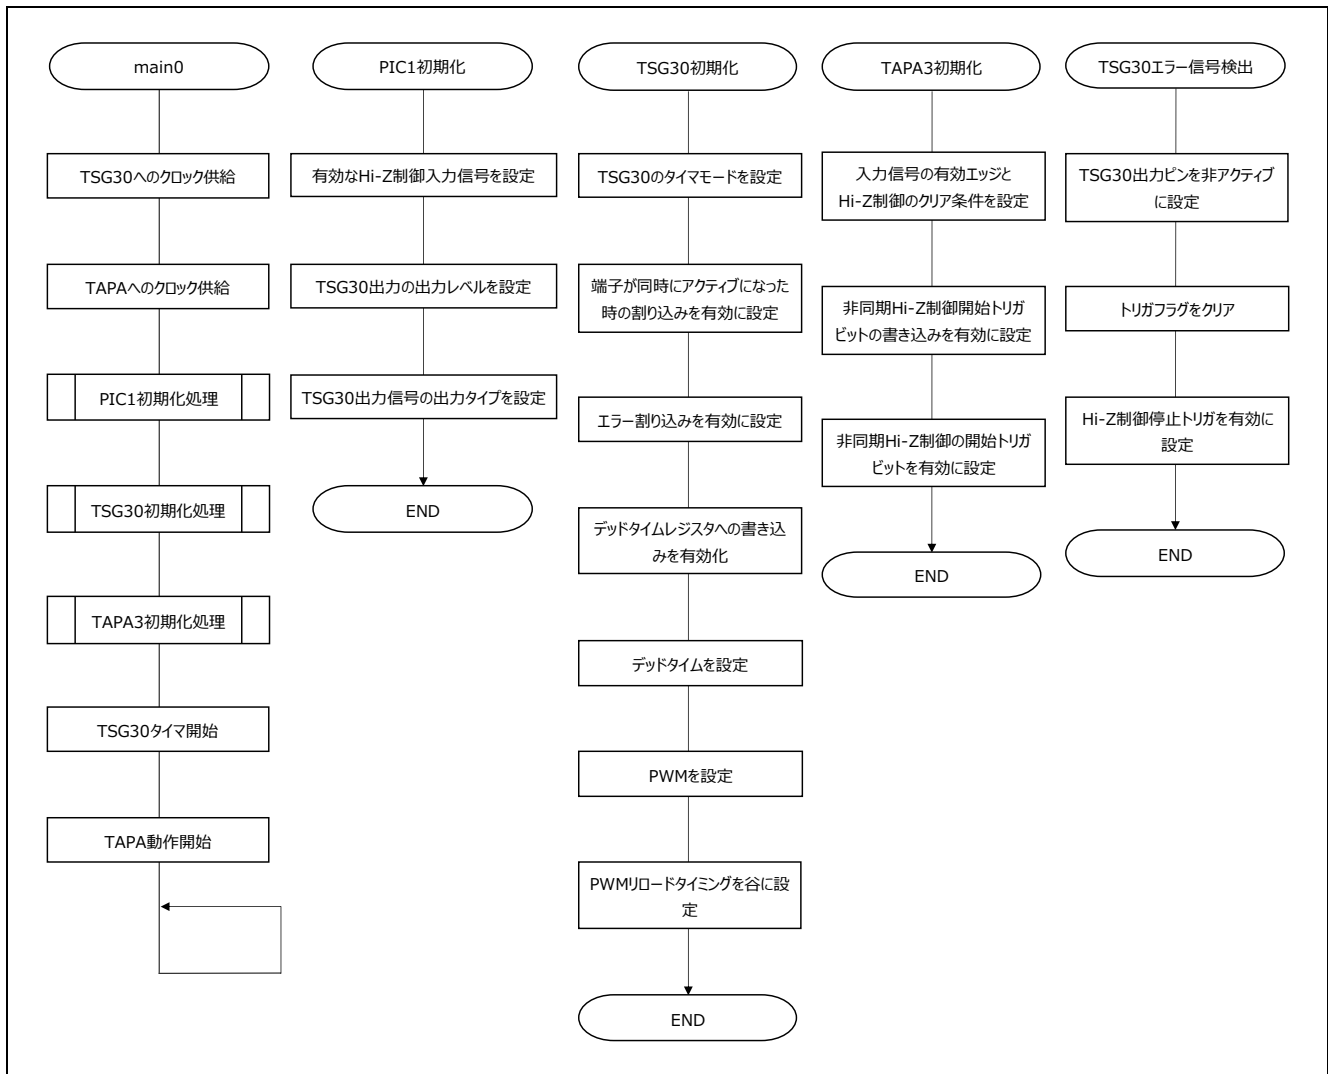 main0
TSG30へのクロック供給
TAPAへのクロック供給
PIC1初期化処理
TSG30初期化処理
TAPA3初期化処理
TSG30タイマ開始
TAPA動作開始
PIC1初期化
有効なHi-Z制御入力信号を設定
TSG30出力の出力レベルを設定
TSG30出力信号の出力タイプを設定
END
TSG30初期化
TSG30のタイマモードを設定
端子が同時にアクティブになった
時の割り込みを有効に設定
エラー割り込みを有効に設定
デッドタイムレジスタへの書き込
みを有効化
デッドタイムを設定
PWMを設定
PWMリロードタイミングを谷に設
定
END
TAPA3初期化
入力信号の有効エッジと
Hi-Z制御のクリア条件を設定
非同期Hi-Z制御開始トリガ
ビットの書き込みを有効に設定
非同期Hi-Z制御の開始トリガ
ビットを有効に設定
END
TSG30エラー信号検出
TSG30出力ピンを非アクティブ
に設定
トリガフラグをクリア
Hi-Z制御停止トリガを有効に
設定
END